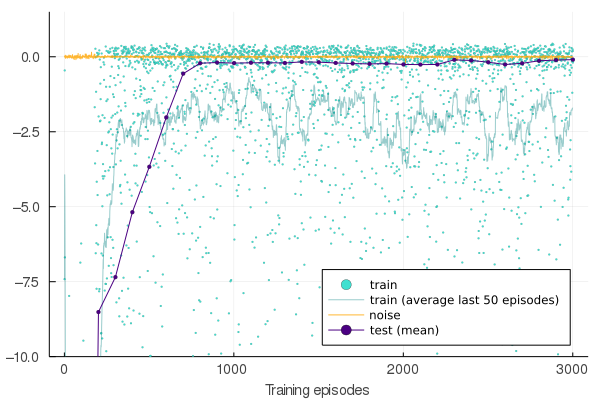 0.0
−2.5
−5.0
−7.5
−10.0
0
1000
2000
3000
Training episodes
train
train (average last 50 episodes)
noise
test (mean)